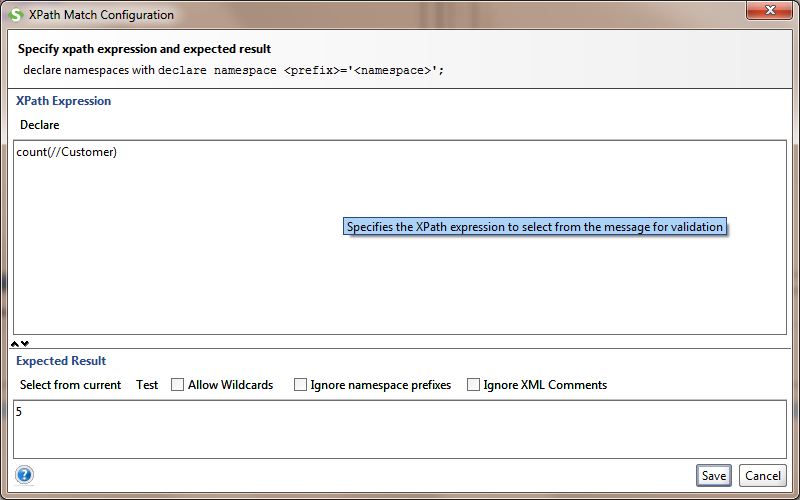 XPath Match Configuration
Specify xpath expression and expected result
declare namespaces with declare namespace <prefix>='<namespace>';
XPath Expression
Declare
count(//Customer)
Specifies the XPath expression to select from the message for validation
Expected Result
Select from current Test Allow Wildcards Ignore namespace prefixes Ignore XML Comments
5
Save Cancel